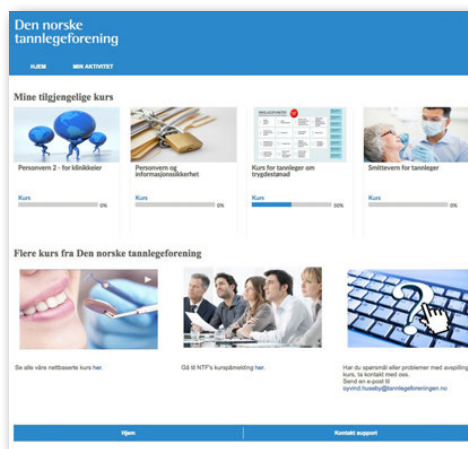 Den norske
tannlegeforening
HJEM MIN AKTIVITET
Mine tilgjengelige kurs
Personvern 2 - for klinikkeier
Personvern og
informasjonssikkerhet
Kurs for tannleger om
trygdestønad
Smittevern for tannleger
Kurs Kurs Kurs Kurs
0% 0% 50% 0%
Flere kurs fra Den norske tannlegeforening
Se alle våre nettbaserte kurs her.
Gå til NTF's kurspåmelding her.
Har du spørsmål eller problemer med avspilling
kurs, ta kontakt med oss.
Send en e-post til
oyvind.huseby@tannlegeforeningen.no
Hjem Kontakt support